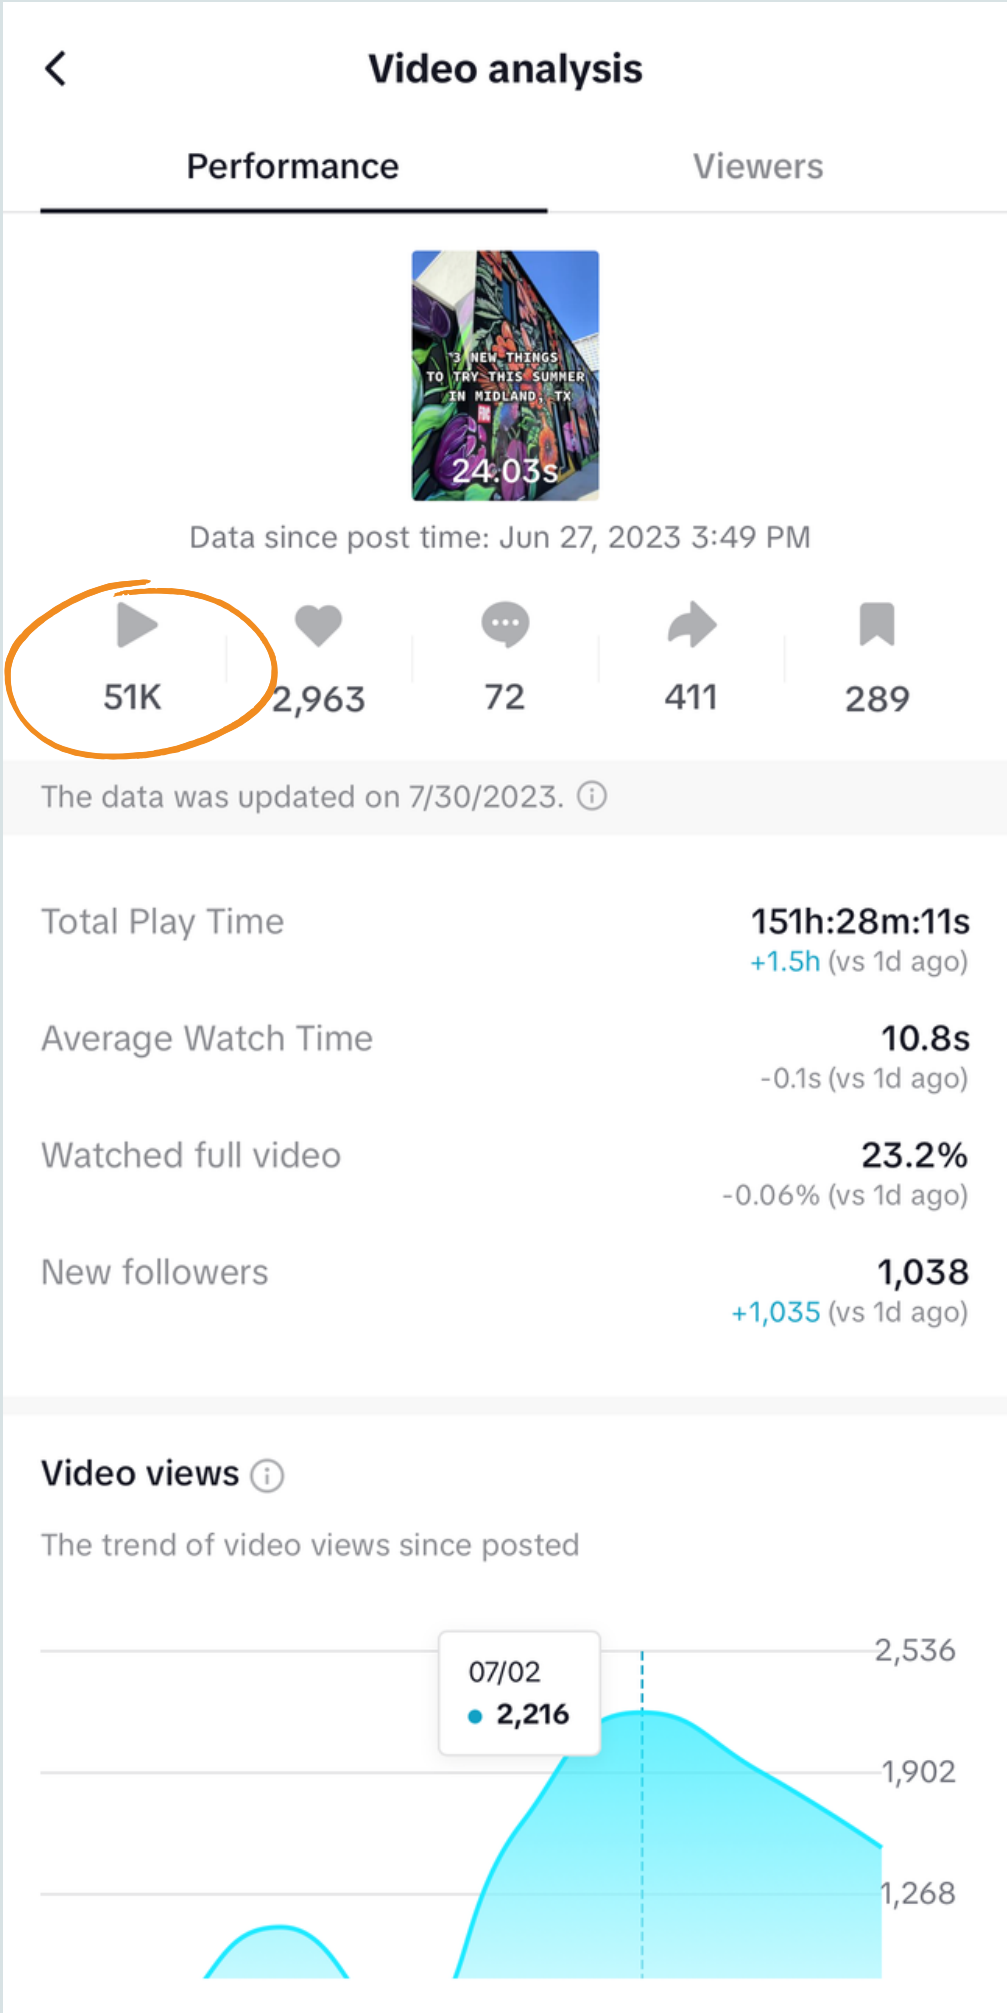 Video analysis
Performance Viewers
3 NEW THINGS
TO TRY THIS SUMMER
IN MIDLAND, TX
24.03s
Data since post time: Jun 27, 2023 3:49 PM
51K 2,963 72 411 289
The data was updated on 7/30/2023.
Total Play Time 151h:28m:11s
+1.5h (vs 1d ago)
Average Watch Time 10.8s
-0.1s (vs 1d ago)
Watched full video 23.2%
-0.06% (vs 1d ago)
New followers 1,038
+1,035 (vs 1d ago)
Video views
The trend of video views since posted
2,536
07/02
2,216
1,902
1,268